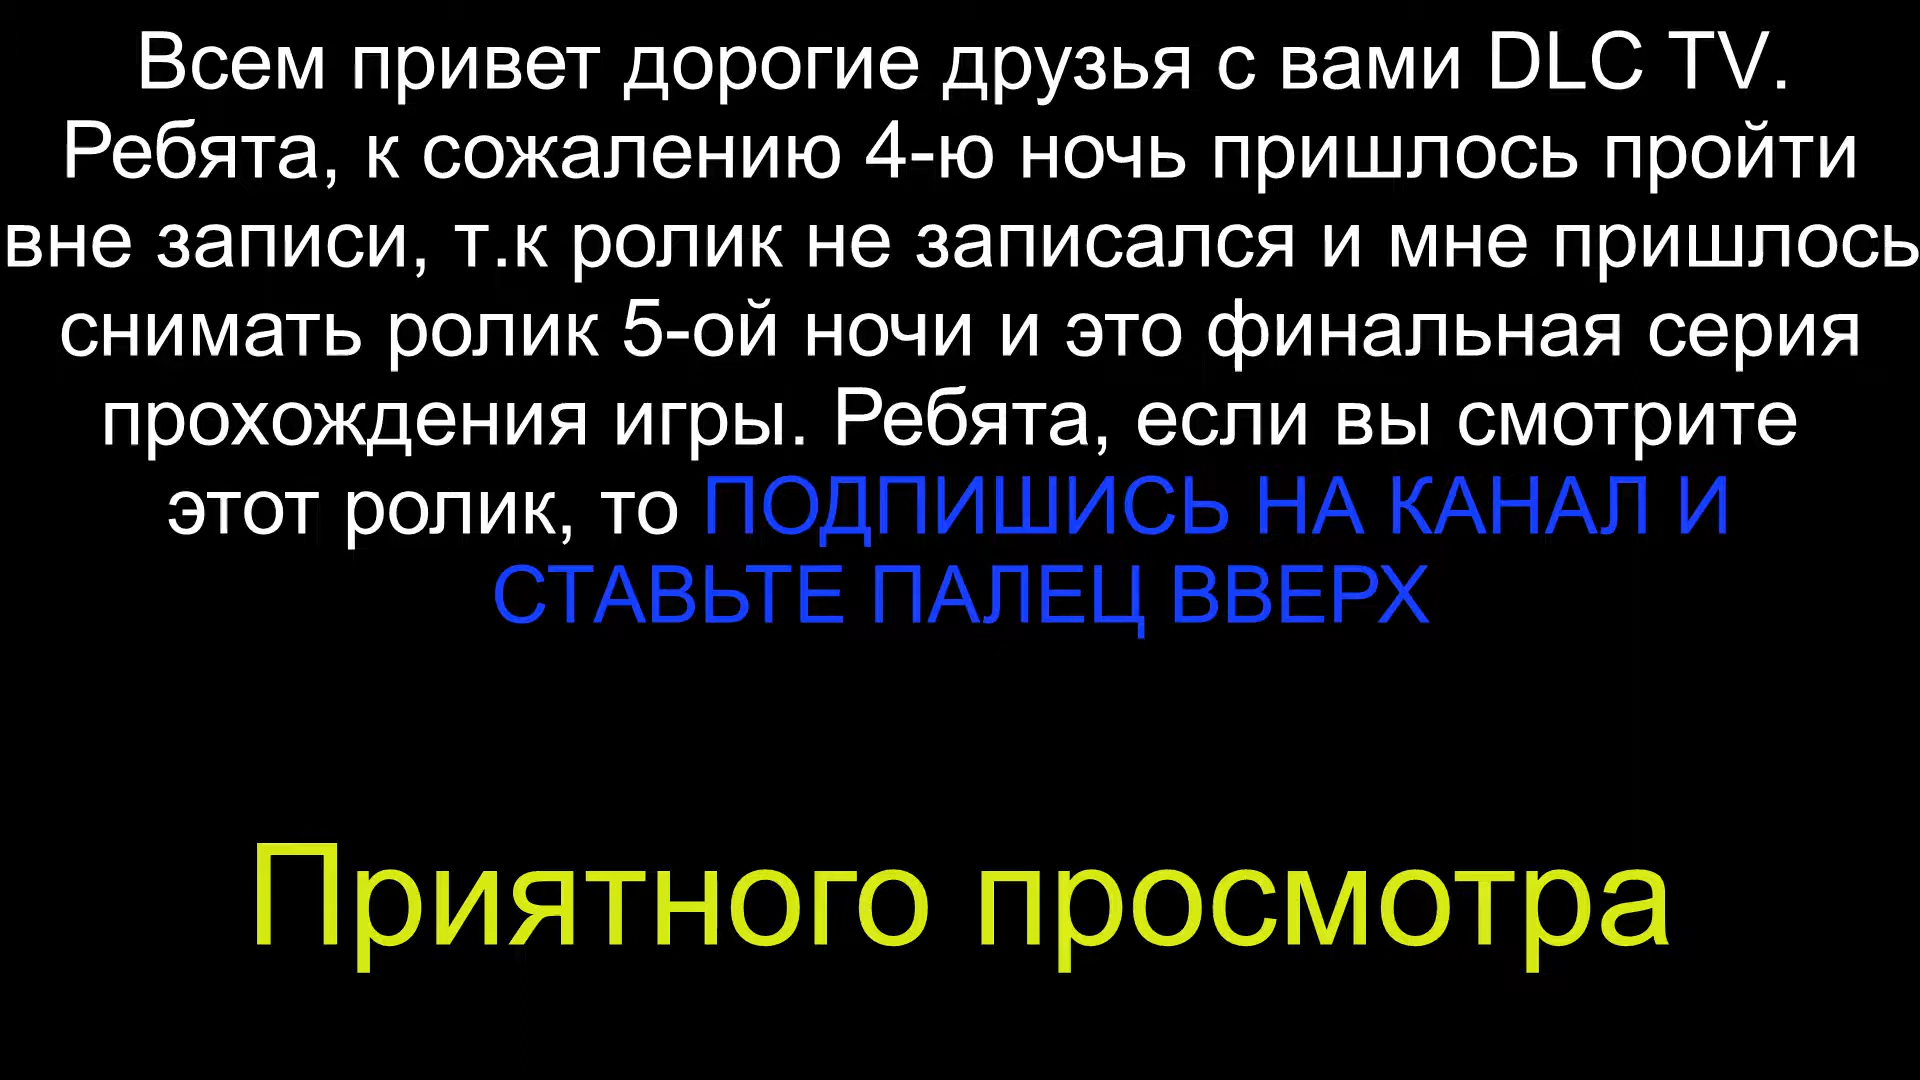 Всем привет дорогие друзья с вами DLC TV.
Ребята, к сожалению 4-ю ночь пришлось пройти
вне записи, т.к ролик не записался и мне пришлось
снимать ролик 5-ой ночи и это финальная серия
прохождения игры. Ребята, если вы смотрите
этот ролик, то ПОДПИШИСЬ НА КАНАЛ И
СТАВЬТЕ ПАЛЕЦ ВВЕРХ
Приятного просмотра